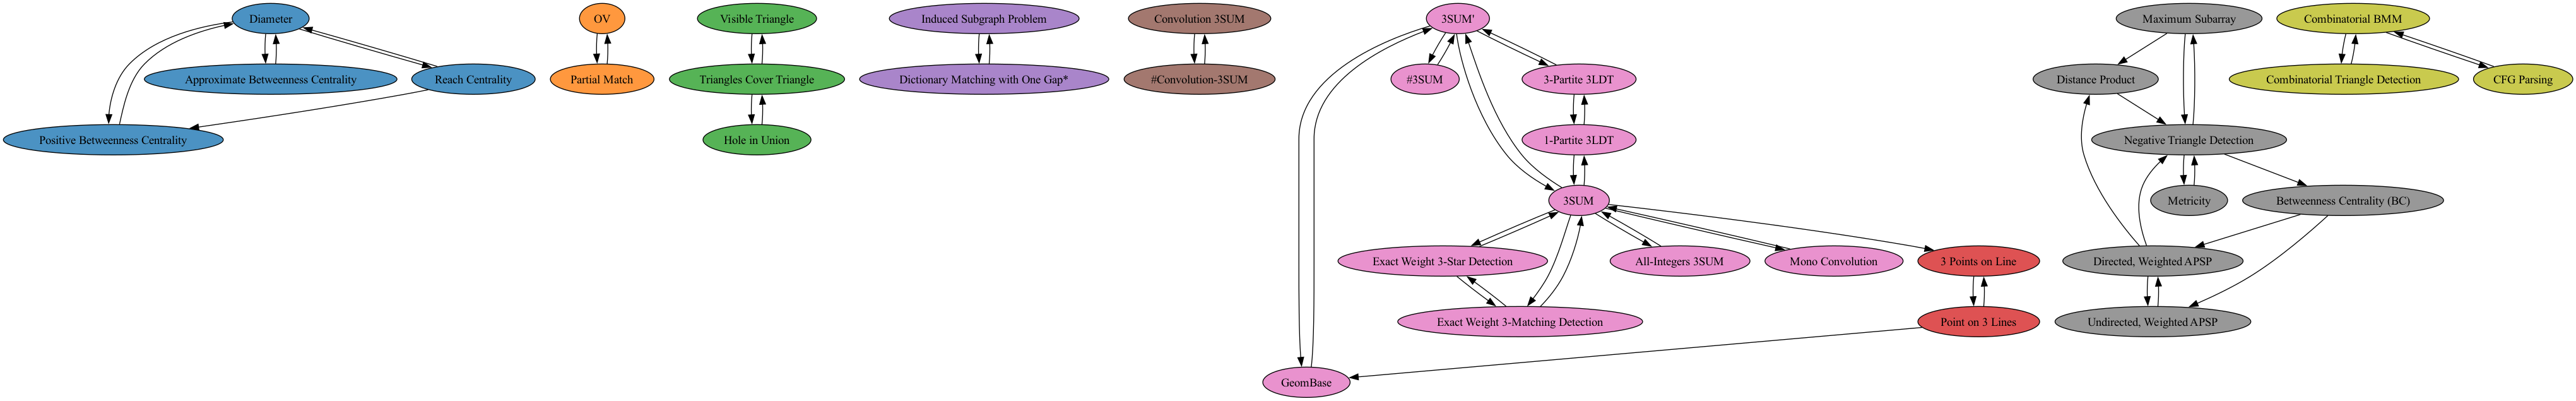 Diameter
OV
Visible Triangle
Induced Subgraph Problem
Convolution 3SUM
3SUM'
Maximum Subarray
Combinatorial BMM
Approximate Betweenness Centrality
Reach Centrality
Partial Match
Triangles Cover Triangle
Dictionary Matching with One Gap*
#Convolution-3SUM
#3SUM
3-Partite 3LDT
Distance Product
Combinatorial Triangle Detection
CFG Parsing
Positive Betweenness Centrality
Hole in Union
1-Partite 3LDT
Negative Triangle Detection
3SUM
Metricity
Betweenness Centrality (BC)
Exact Weight 3-Star Detection
All-Integers 3SUM
Mono Convolution
3 Points on Line
Directed, Weighted APSP
Exact Weight 3-Matching Detection
Point on 3 Lines
Undirected, Weighted APSP
GeomBase